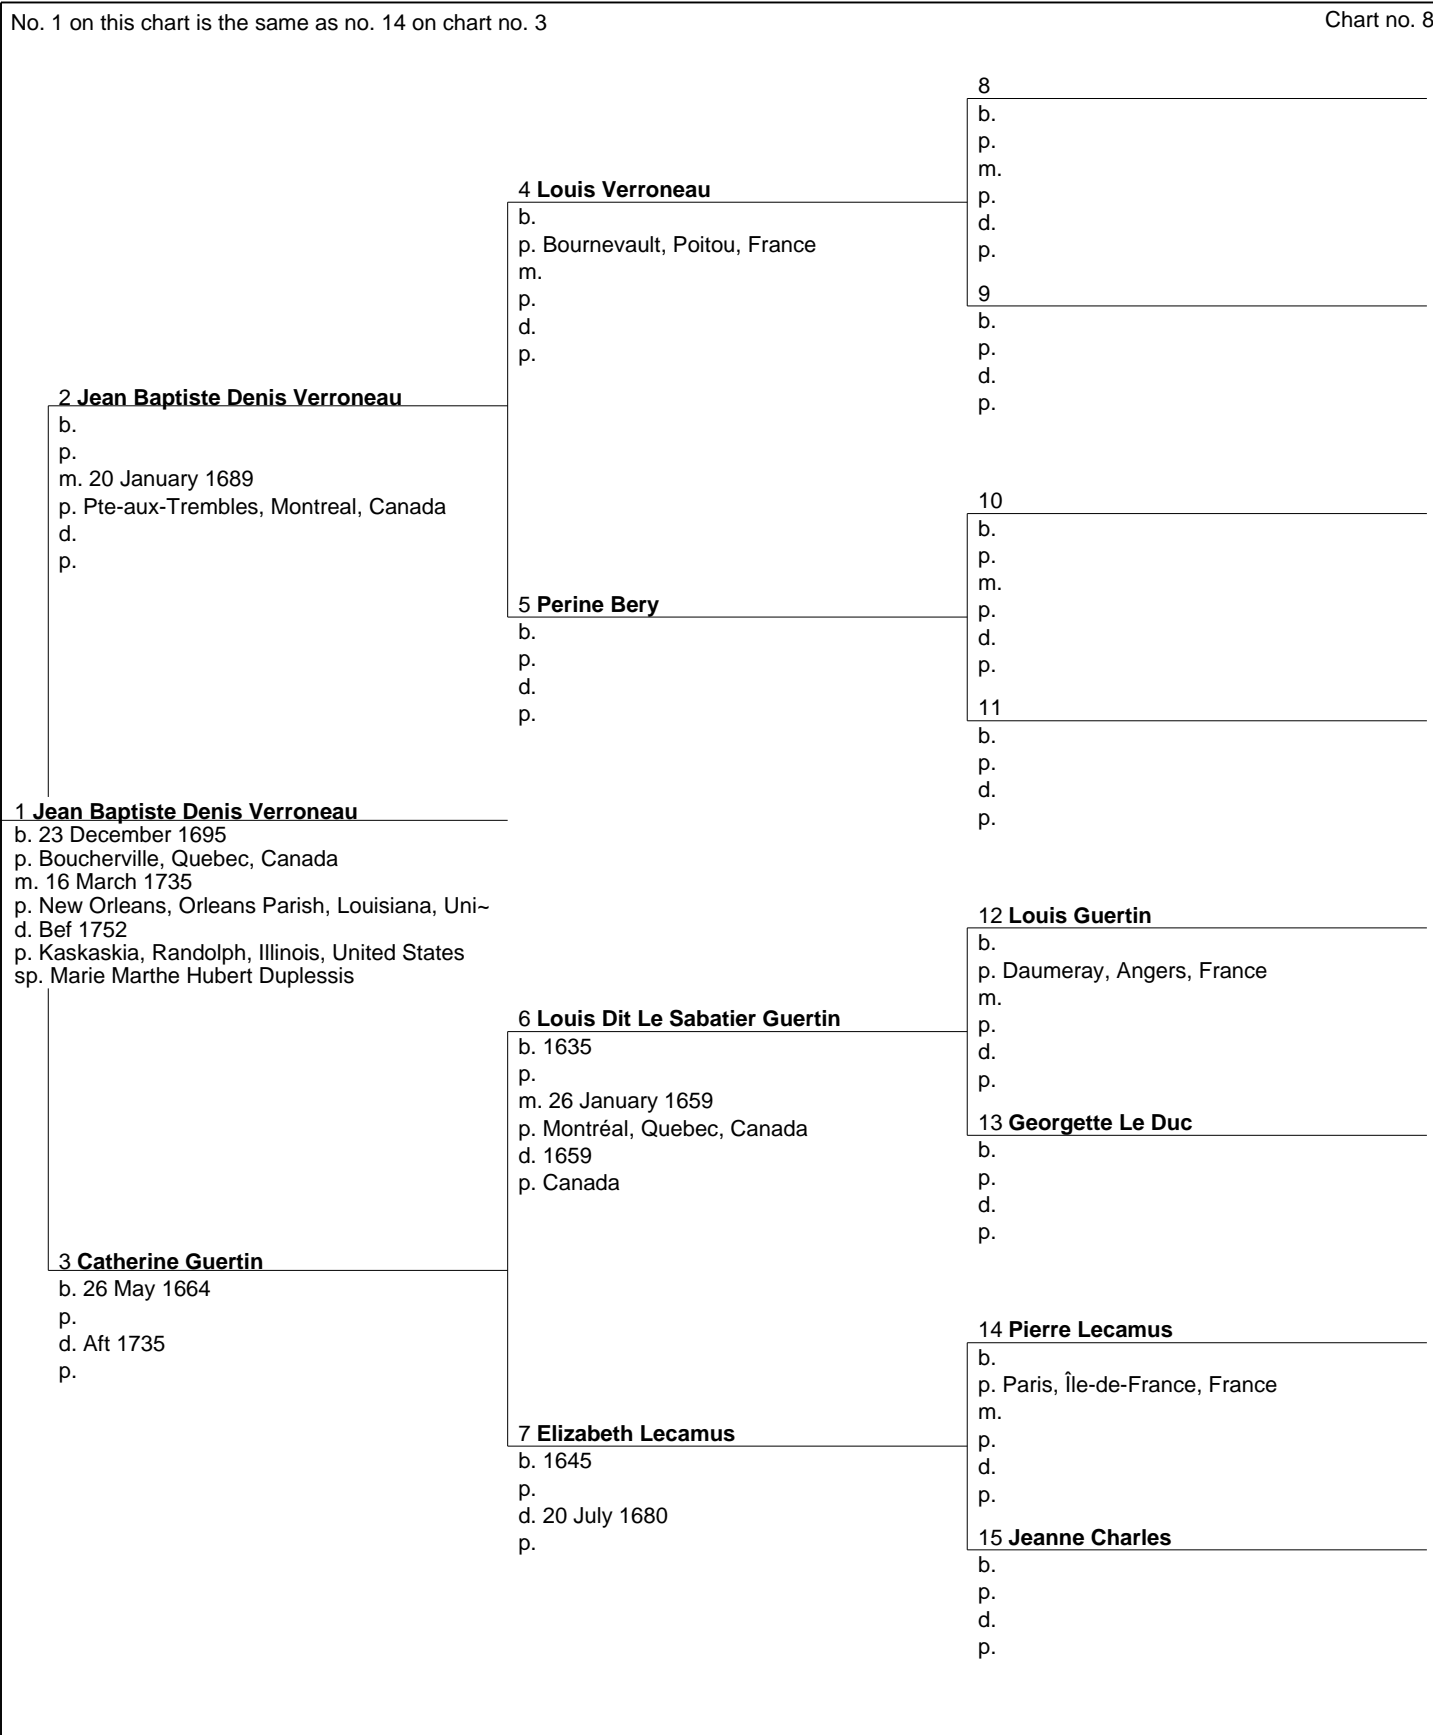 No. 1 on this chart is the same as no. 14 on chart no. 3
Chart no. 8
1 Jean Baptiste Denis Verroneau
b. 23 December 1695
p. Boucherville, Quebec, Canada
m. 16 March 1735
p. New Orleans, Orleans Parish, Louisiana, Uni~
d. Bef 1752
p. Kaskaskia, Randolph, Illinois, United States
sp. Marie Marthe Hubert Duplessis
2 Jean Baptiste Denis Verroneau
b.
p.
m. 20 January 1689
p. Pte-aux-Trembles, Montreal, Canada
d.
p.
3 Catherine Guertin
b. 26 May 1664
p.
d. Aft 1735
p.
4 Louis Verroneau
b.
p. Bournevault, Poitou, France
m.
p.
d.
p.
5 Perine Bery
b.
p.
d.
p.
6 Louis Dit Le Sabatier Guertin
b. 1635
p.
m. 26 January 1659
p. Montréal, Quebec, Canada
d. 1659
p. Canada
7 Elizabeth Lecamus
b. 1645
p.
d. 20 July 1680
p.
8
b.
p.
m.
p.
d.
p.
9
b.
p.
d.
p.
10
b.
p.
m.
p.
d.
p.
11
b.
p.
d.
p.
12 Louis Guertin
b.
p. Daumeray, Angers, France
m.
p.
d.
p.
13 Georgette Le Duc
b.
p.
d.
p.
14 Pierre Lecamus
b.
p. Paris, Île-de-France, France
m.
p.
d.
p.
15 Jeanne Charles
b.
p.
d.
p.